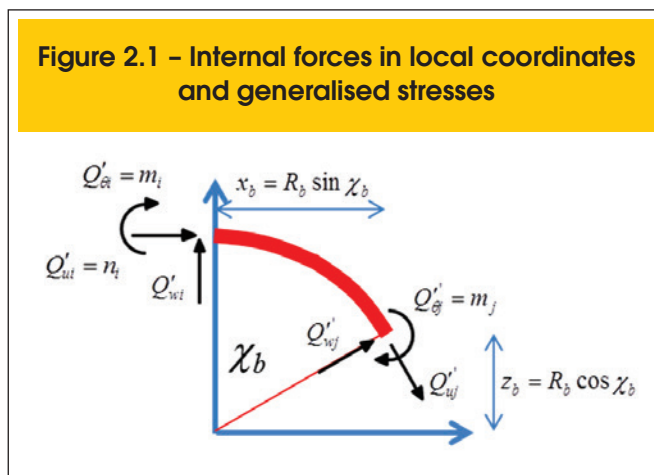 Figure 2.1 – Internal forces in local coordinates
and generalised stresses
Q′θi = mi
xb = Rb sin χb
Q′ui = ni
Q′wi
Q′′θj = mj
Q′′wj
χb
Q′′uj
zb = Rb cos χb